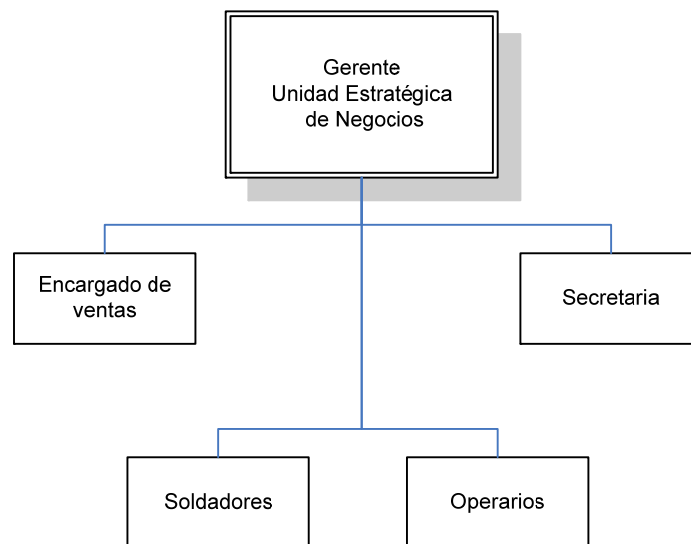 Gerente
Unidad Estratégica
de Negocios
Encargado de
ventas
Secretaria
Soldadores
Operarios